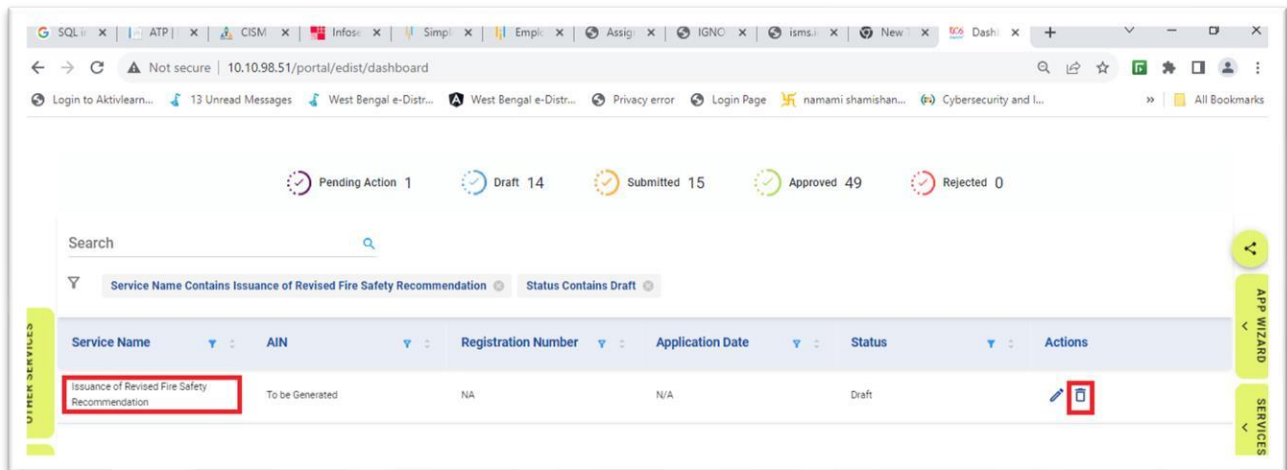 SQL i
ATP |
CISM
Infose
Simpl
Emplo
Assig
IGNO
isms.i
New T
Dashl
Not secure | 10.10.98.51/portal/edist/dashboard
Login to Aktivlearn...
13 Unread Messages
West Bengal e-Distr...
West Bengal e-Distr...
Privacy error
Login Page
namami shamishan...
Cybersecurity and I...
»
All Bookmarks
Pending Action 1
Draft 14
Submitted 15
Approved 49
Rejected 0
Search
Service Name Contains Issuance of Revised Fire Safety Recommendation
Status Contains Draft
Service Name
AIN
Registration Number
Application Date
Status
Actions
Issuance of Revised Fire Safety
Recommendation
To be Generated
NA
N/A
Draft
OTHER SERVICES
APP WIZARD
SERVICES